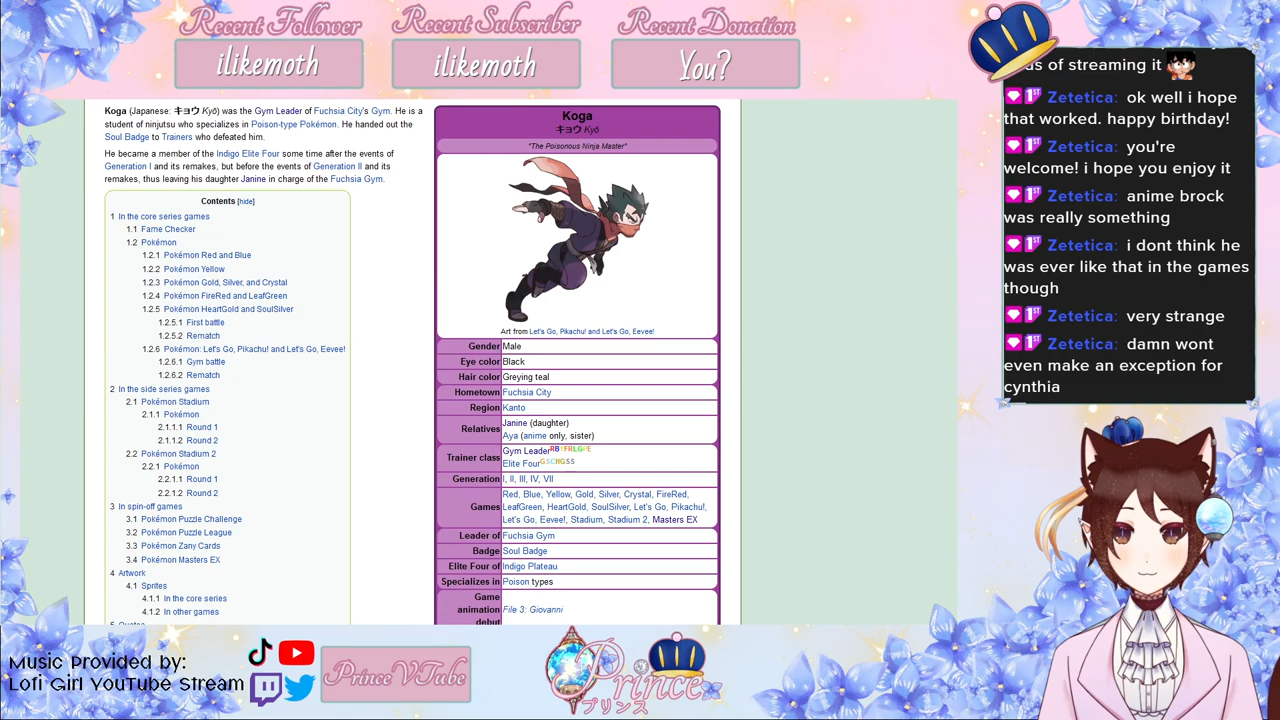 Recent Follower
ilikemoth
Recent Subscriber
ilikemoth
Recent Donation
You?
Koga (Japanese: キョウ Kyō) was the Gym Leader of Fuchsia City's Gym. He is a
student of ninjutsu who specializes in Poison-type Pokémon. He handed out the
Soul Badge to Trainers who defeated him.
He became a member of the Indigo Elite Four some time after the events of
Generation I and its remakes, but before the events of Generation II and its
remakes, thus leaving his daughter Janine in charge of the Fuchsia Gym.
Contents [hide]
1 In the core series games
1.1 Fame Checker
1.2 Pokémon
1.2.1 Pokémon Red and Blue
1.2.2 Pokémon Yellow
1.2.3 Pokémon Gold, Silver, and Crystal
1.2.4 Pokémon FireRed and LeafGreen
1.2.5 Pokémon HeartGold and SoulSilver
1.2.5.1 First battle
1.2.5.2 Rematch
1.2.6 Pokémon: Let's Go, Pikachu! and Let's Go, Eevee!
1.2.6.1 Gym battle
1.2.6.2 Rematch
2 In the side series games
2.1 Pokémon Stadium
2.1.1 Pokémon
2.1.1.1 Round 1
2.1.1.2 Round 2
2.2 Pokémon Stadium 2
2.2.1 Pokémon
2.2.1.1 Round 1
2.2.1.2 Round 2
3 In spin-off games
3.1 Pokémon Puzzle Challenge
3.2 Pokémon Puzzle League
3.3 Pokémon Zany Cards
3.4 Pokémon Masters EX
4 Artwork
4.1 Sprites
4.1.1 In the core series
4.1.2 In other games
Koga
キョウ Kyō
"The Poisonous Ninja Master"
Art from Let's Go, Pikachu! and Let's Go, Eevee!
Gender Male
Eye color Black
Hair color Greying teal
Hometown Fuchsia City
Region Kanto
Relatives Janine (daughter)
Aya (anime only, sister)
Trainer class Gym Leader RBYFRLGPE
Elite Four GSCHGSS
Generation I, II, III, IV, VII
Games Red, Blue, Yellow, Gold, Silver, Crystal, FireRed,
LeafGreen, HeartGold, SoulSilver, Let's Go, Pikachu!,
Let's Go, Eevee!, Stadium, Stadium 2, Masters EX
Leader of Fuchsia Gym
Badge Soul Badge
Elite Four of Indigo Plateau
Specializes in Poison types
Game
animation File 3: Giovanni
debut
of streaming it
Zetetica: ok well i hope
that worked. happy birthday!
Zetetica: you're
welcome! i hope you enjoy it
Zetetica: anime brock
was really something
Zetetica: i dont think he
was ever like that in the games
though
Zetetica: very strange
Zetetica: damn wont
even make an exception for
cynthia
Music Provided by:
Lofi Girl YouTube Stream
Prince VTube
Prince
プリンス